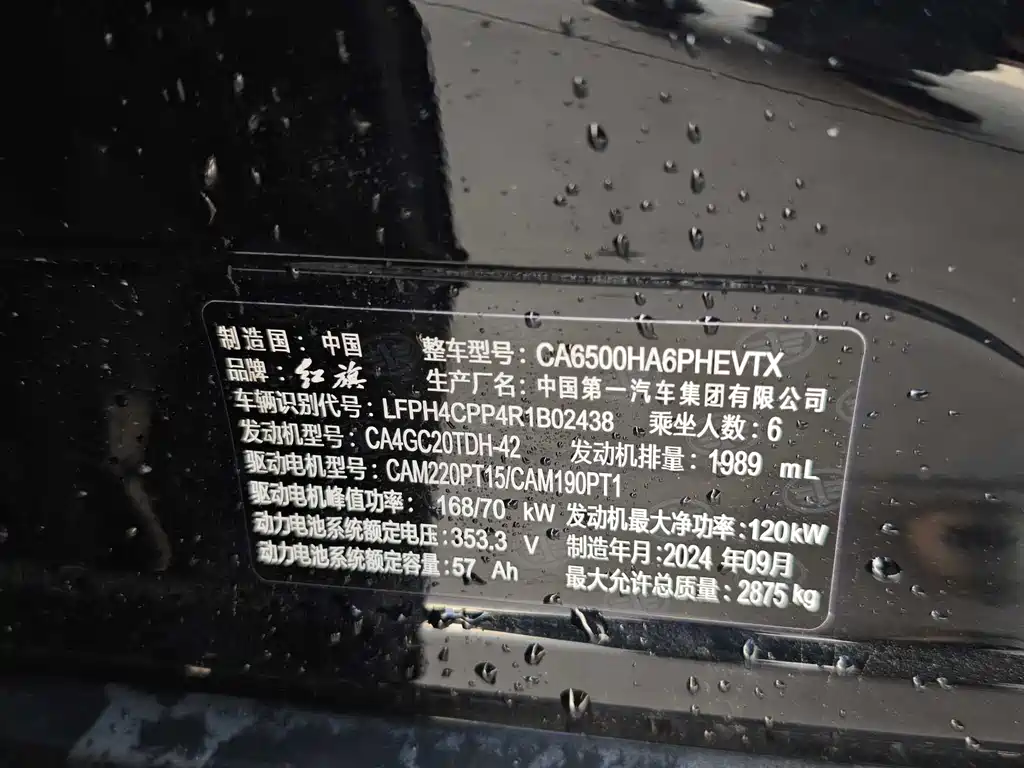 制造国：中国 整车型号：CA6500HA6PHEVTX
品牌：红旗 生产厂名：中国第一汽车集团有限公司
车辆识别代号：LFPH4CPP4R1B02438 乘坐人数：6
发动机型号：CA4GC20TDH-42 发动机排量：1989 mL
驱动电机型号：CAM220PT15/CAM190PT1
驱动电机峰值功率：168/70 kW 发动机最大净功率：120kW
动力电池系统额定电压：353.3 V 制造年月：2024 年09月
动力电池系统额定容量：57 Ah 最大允许总质量：2875kg